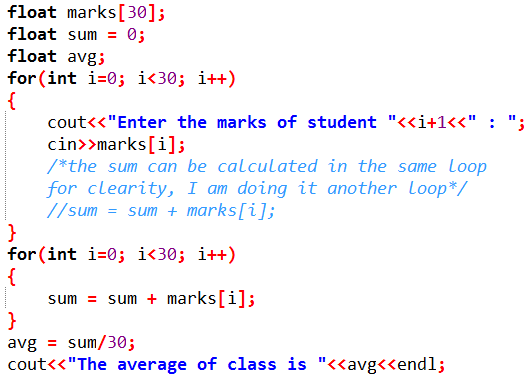 float marks[30];
float sum = 0;
float avg;
for(int i=0; i<30; i++)
{
    cout<<"Enter the marks of student "<<i+1<<" : ";
    cin>>marks[i];
    /*the sum can be calculated in the same loop
    for clearity, I am doing it another loop*/
    //sum = sum + marks[i];
}
for(int i=0; i<30; i++)
{
    sum = sum + marks[i];
}
avg = sum/30;
cout<<"The average of class is "<<avg<<endl;